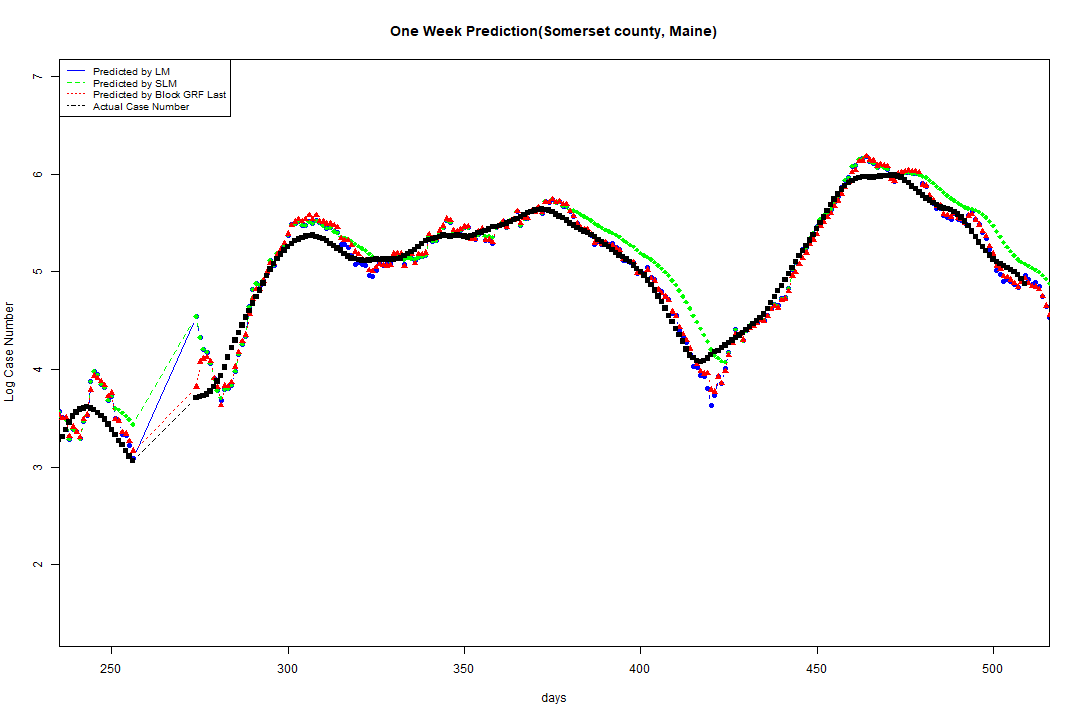 One Week Prediction(Somerset county, Maine)
Predicted by LM
Predicted by SLM
Predicted by Block GRF Last
Actual Case Number
7
6
5
4
3
2
Log Case Number
250 300 350 400 450 500
days